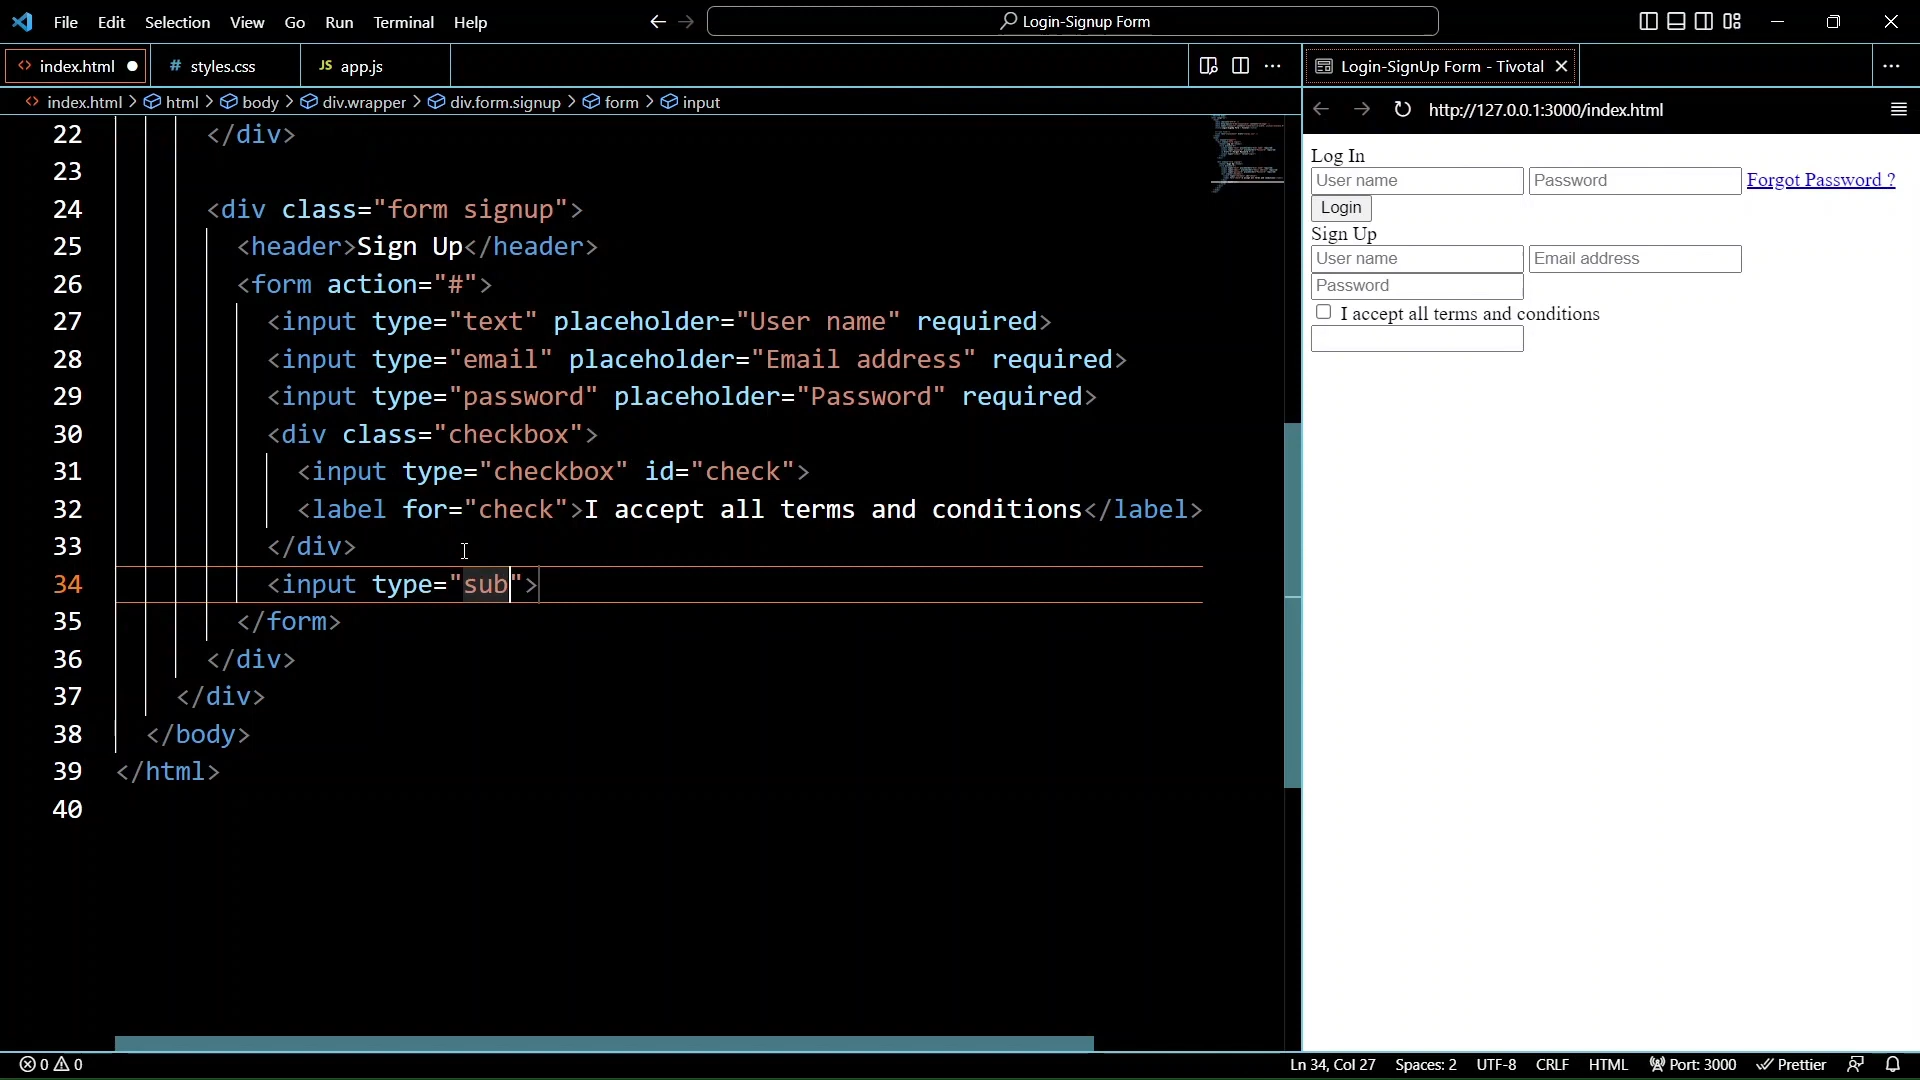 File Edit Selection View Go Run Terminal Help
Login-Signup Form
<> index.html
# styles.css
JS app.js
Login-SignUp Form - Tivotal
<> index.html > html > body > div.wrapper > div.form.signup > form > input
http://127.0.0.1:3000/index.html
22 </div>
23
24 <div class="form signup">
25 <header>Sign Up</header>
26 <form action="#">
27 <input type="text" placeholder="User name" required>
28 <input type="email" placeholder="Email address" required>
29 <input type="password" placeholder="Password" required>
30 <div class="checkbox">
31 <input type="checkbox" id="check">
32 <label for="check">I accept all terms and conditions</label>
33 </div>
34 <input type="sub">
35 </form>
36 </div>
37 </div>
38 </body>
39 </html>
40
Log In
User name Password Forgot Password ?
Login
Sign Up
User name Email address
Password
I accept all terms and conditions
0 0
Ln 34, Col 27 Spaces: 2 UTF-8 CRLF HTML Port: 3000 Prettier